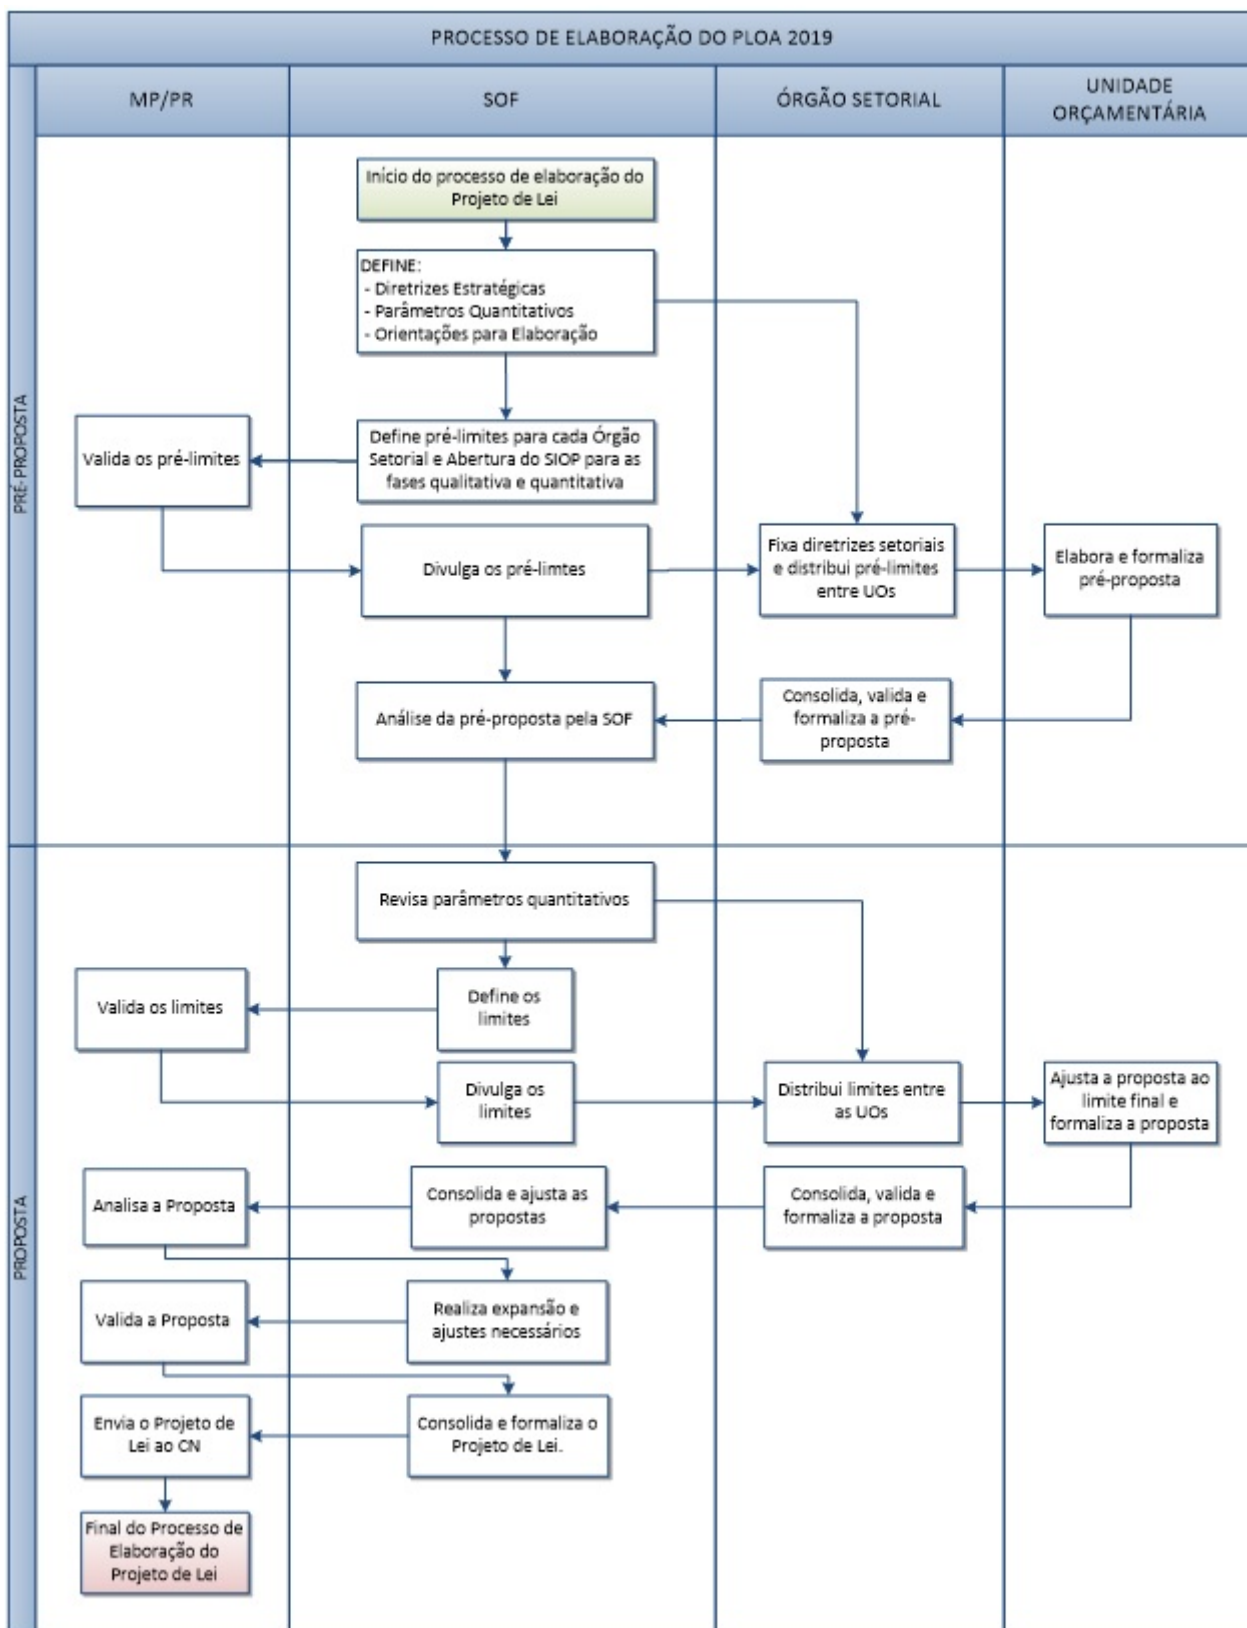 PROCESSO DE ELABORAÇÃO DO PLOA 2019
MP/PR
SOF
ÓRGÃO SETORIAL
UNIDADE
ORÇAMENTÁRIA
PRÉ- PROPOSTA
Início do processo de elaboração do
Projeto de Lei
DEFINE:
- Diretrizes Estratégicas
- Parâmetros Quantitativos
- Orientações para Elaboração
Valida os pré-limites
Define pré-limites para cada Órgão
Setorial e Abertura do SIOP para as
fases qualitativa e quantitativa
Divulga os pré-limtes
Fixa diretrizes setoriais
e distribui pré-limites
entre UOs
Elabora e formaliza
pré-proposta
Análise da pré-proposta pela SOF
Consolida, valida e
formaliza a pré-
proposta
PROPOSTA
Revisa parâmetros quantitativos
Valida os limites
Define os
limites
Divulga os
limites
Distribui limites entre
as UOs
Ajusta a proposta ao
limite final e
formaliza a proposta
Analisa a Proposta
Consolida e ajusta as
propostas
Consolida, valida e
formaliza a proposta
Valida a Proposta
Realiza expansão e
ajustes necessários
Envia o Projeto de
Lei ao CN
Consolida e formaliza o
Projeto de Lei.
Final do Processo de
Elaboração do
Projeto de Lei